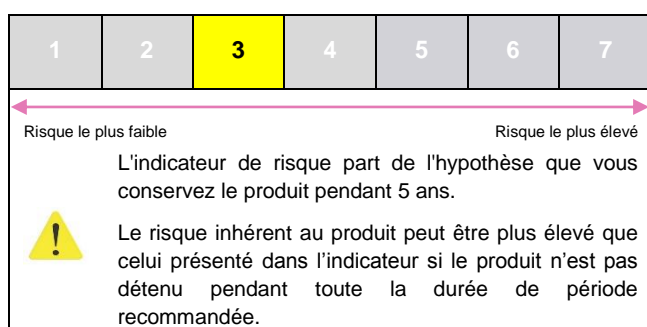 1 2 3 4 5 6 7
Risque le plus faible Risque le plus élevé
L'indicateur de risque part de l'hypothèse que vous
conservez le produit pendant 5 ans.
!
Le risque inhérent au produit peut être plus élevé que
celui présenté dans l’indicateur si le produit n’est pas
détenu pendant toute la durée de période
recommandée.